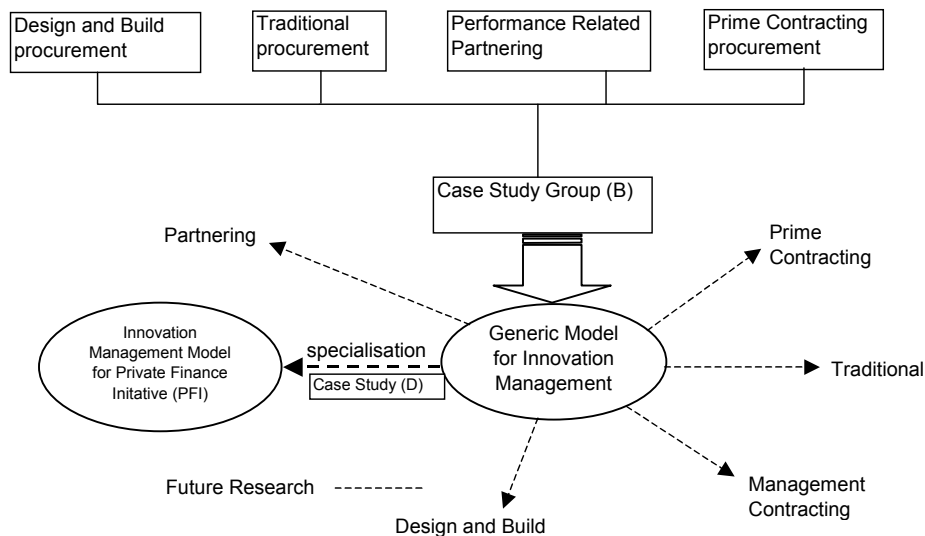 Design and Build
procurement
Traditional
procurement
Performance Related
Partnering
Prime Contracting
procurement
Case Study Group (B)
Partnering
Prime
Contracting
Innovation
Management Model
for Private Finance
Initative (PFI)
specialisation
Case Study (D)
Generic Model
for Innovation
Management
Traditional
Future Research
Design and Build
Management
Contracting